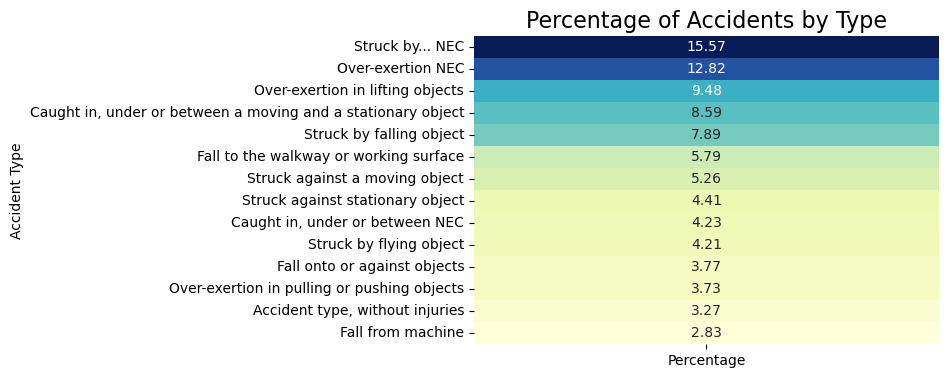 Percentage of Accidents by Type
Struck by... NEC 15.57
Over-exertion NEC 12.82
Over-exertion in lifting objects 9.48
Caught in, under or between a moving and a stationary object 8.59
Struck by falling object 7.89
Fall to the walkway or working surface 5.79
Struck against a moving object 5.26
Struck against stationary object 4.41
Caught in, under or between NEC 4.23
Struck by flying object 4.21
Fall onto or against objects 3.77
Over-exertion in pulling or pushing objects 3.73
Accident type, without injuries 3.27
Fall from machine 2.83
Accident Type
Percentage